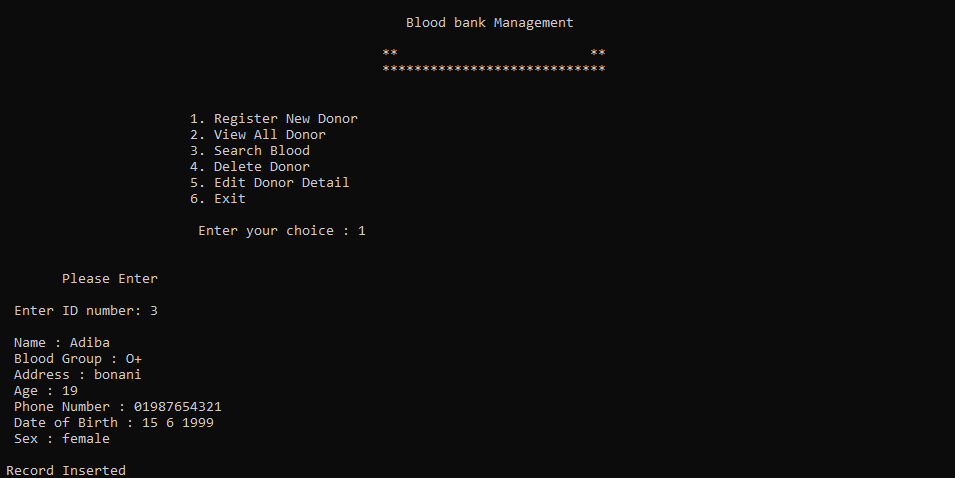 Blood bank Management
** **
****************************
1. Register New Donor
2. View All Donor
3. Search Blood
4. Delete Donor
5. Edit Donor Detail
6. Exit
Enter your choice : 1
Please Enter
Enter ID number: 3
Name : Adiba
Blood Group : O+
Address : bonani
Age : 19
Phone Number : 01987654321
Date of Birth : 15 6 1999
Sex : female
Record Inserted